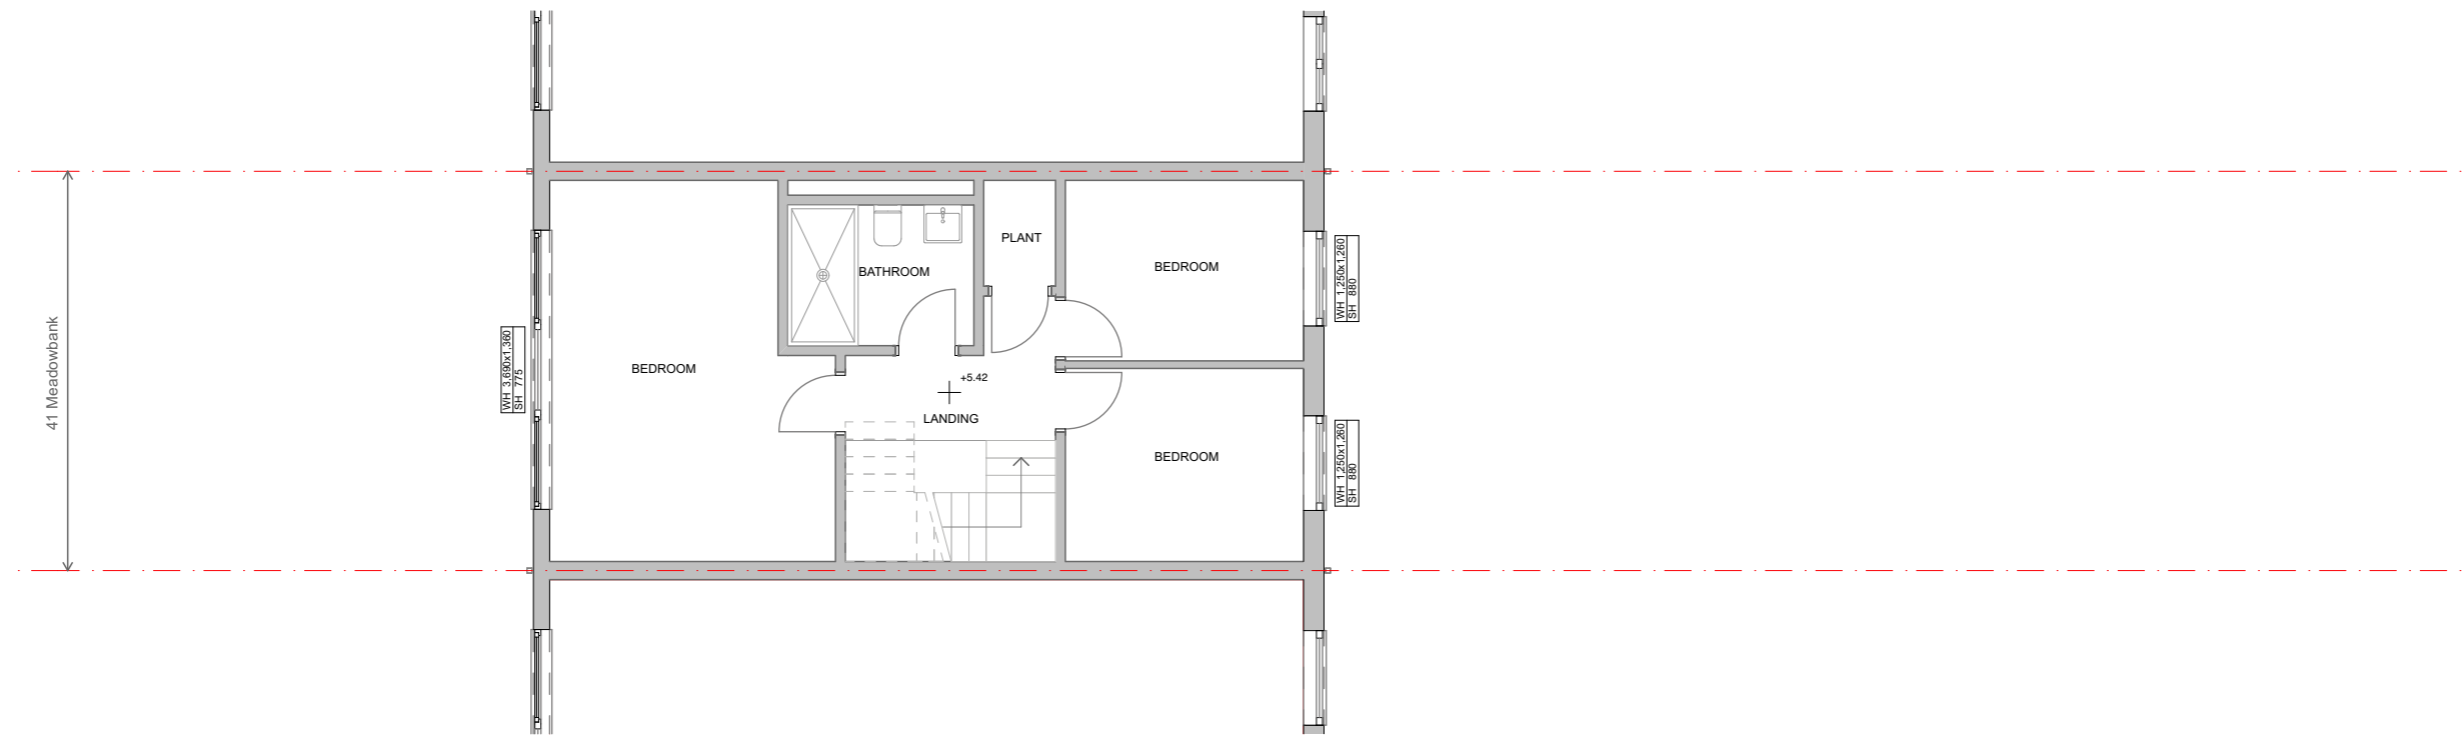 PLANT
BATHROOM
BEDROOM
WH 1,250x1,260
SH 880
41 Meadowbank
WH 3,690x1,360
SH 775
BEDROOM
+5.42
LANDING
BEDROOM
WH 1,250x1,260
SH 880